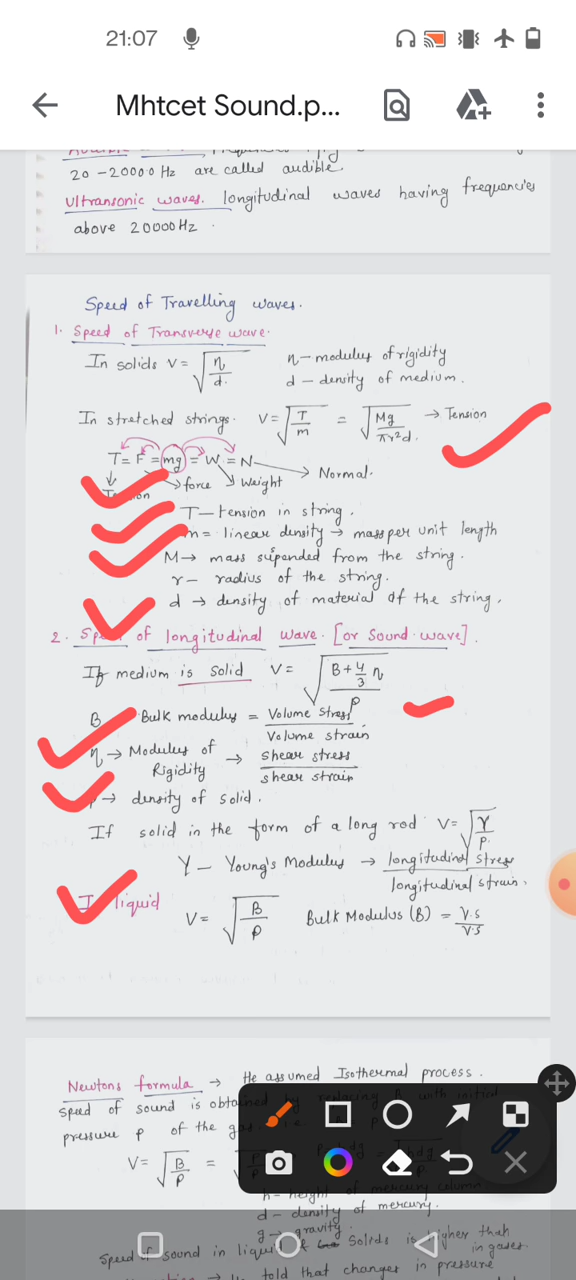 21:07
Mhtcet Sound.p...
20 - 20000 Hz are called audible.
Ultrasonic waves. longitudinal waves having frequencies
above 20000 Hz .
Speed of Travelling waves.
1. Speed of Transverse wave.
In solids V = √(η/d.) η - modulus of rigidity
d - density of medium.
In stretched strings. V = √(T/m) = √(Mg/πr²d.) → Tension
T = F = mg = W = N → Normal.
↓ → force ↘ Weight
T - tension in string.
m = linear density → mass per unit length
M → mass supended from the string.
r - radius of the string.
d → density of material of the string.
2. of longitudinal wave. [or Sound wave].
If medium is solid V = √((B + 4/3 η)/ρ)
B Bulk modulus = Volume Stress / Volume strain
η → Modulus of Rigidity → shear stress / shear strain
→ density of solid.
If solid in the form of a long rod V = √(Y/ρ.)
Y - Young's Modulus → longitudinal stress / longitudinal strain.
liquid
V = √(B/ρ) Bulk Modulus (B) = V.S / V.S
Newtons formula → He assumed Isothermal process.
Speed of sound is obtained with initial
pressure P of the
V = √(B/ρ) =
h - height of mercury column.
d - density of mercury.
g → gravity.
Speed of sound in liquid solids is higher than
in gases.
told that changes in pressure